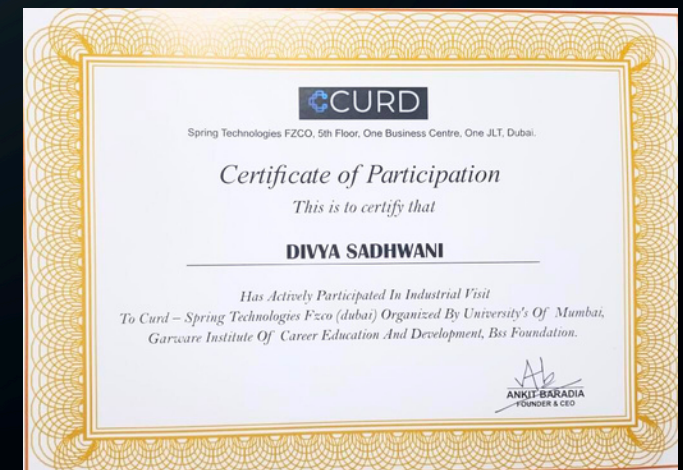 CURD
Spring Technologies FZCO, 5th Floor, One Business Centre, One JLT, Dubai.
Certificate of Participation
This is to certify that
DIVYA SADHWANI
Has Actively Participated In Industrial Visit
To Curd – Spring Technologies Fzco (dubai) Organized By University's Of Mumbai,
Garware Institute Of Career Education And Development, Bss Foundation.
ANKIT BARADIA
FOUNDER & CEO